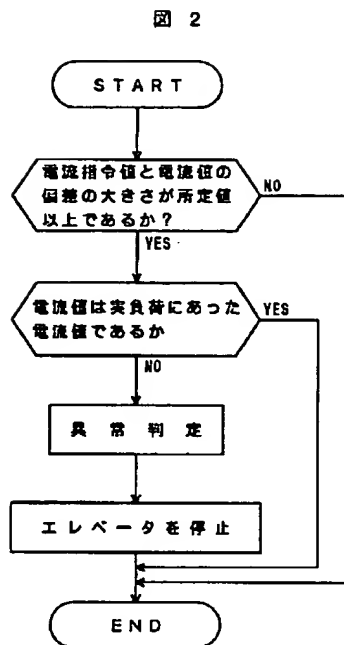 図 2
START
電流指令値と電流値の
偏差の大きさが所定値
以上であるか?
NO
YES
電流値は実負荷にあった
電流値であるか
YES
NO
異常判定
エレベータを停止
END